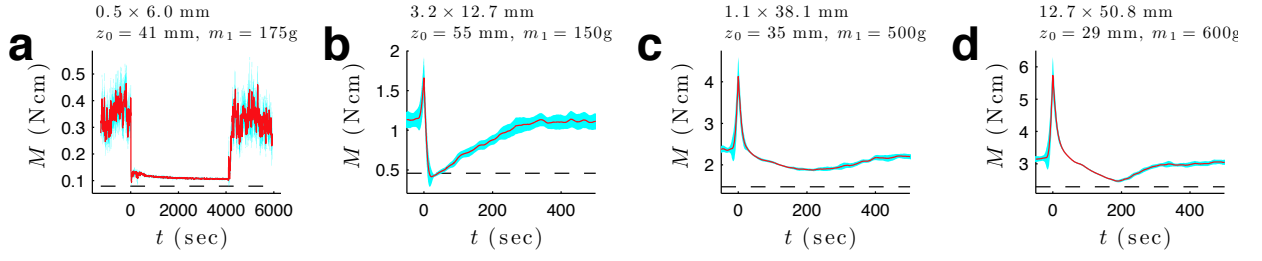 a
0.5 × 6.0 mm
z₀ = 41 mm, m₁ = 175g
M (Ncm)
0.5
0.4
0.3
0.2
0.1
0 2000 4000 6000
t (sec)
b
3.2 × 12.7 mm
z₀ = 55 mm, m₁ = 150g
M (Ncm)
2
1.5
1
0.5
0 200 400
t (sec)
c
1.1 × 38.1 mm
z₀ = 35 mm, m₁ = 500g
M (Ncm)
4
3
2
0 200 400
t (sec)
d
12.7 × 50.8 mm
z₀ = 29 mm, m₁ = 600g
M (Ncm)
6
5
4
3
0 200 400
t (sec)